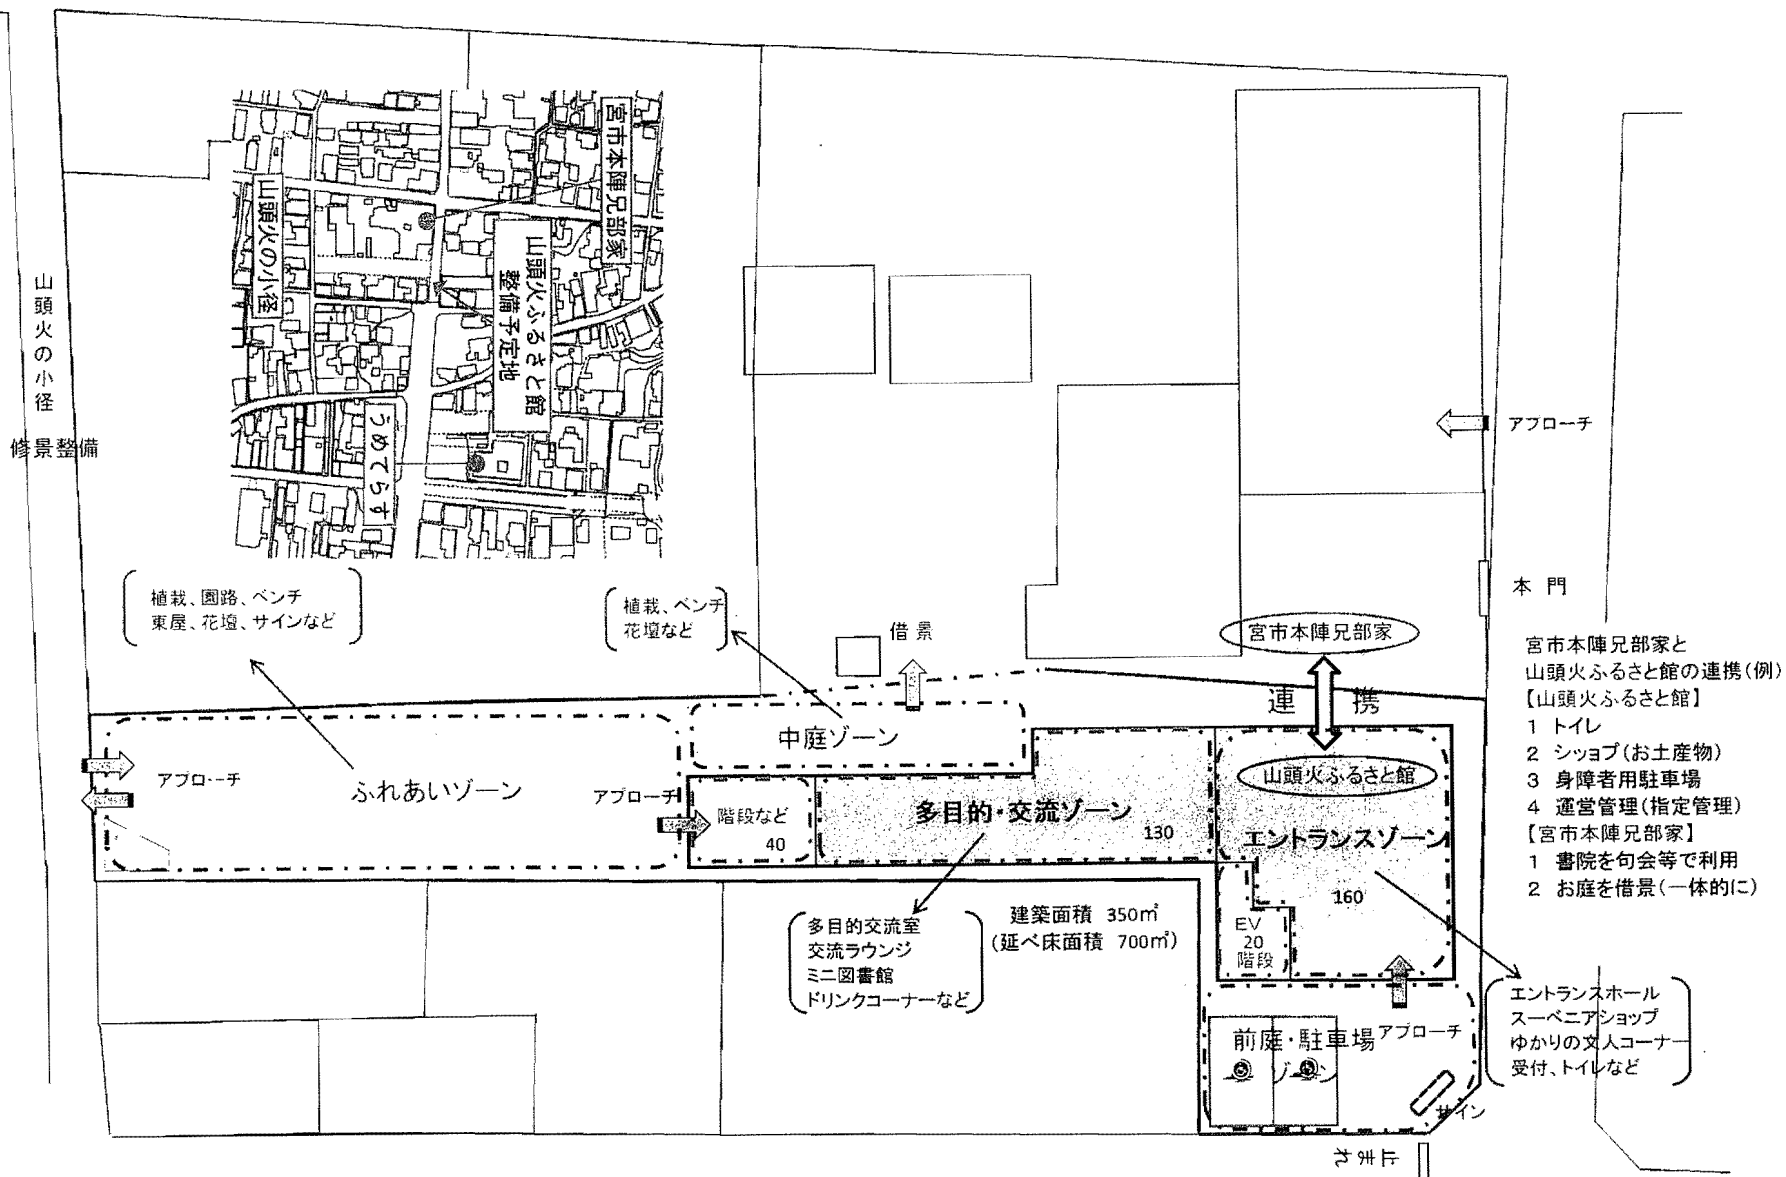 宮市本陣兄部家
山頭火の小径
山頭火ふるさと館
整備予定地
うめてらす
山頭火の小径
修景整備
アプローチ
本門
植栽、園路、ベンチ
東屋、花壇、サインなど
植栽、ベンチ
花壇など
借景
宮市本陣兄部家
連携
宮市本陣兄部家と
山頭火ふるさと館の連携(例)
【山頭火ふるさと館】
1 トイレ
2 シショプ(お土産物)
3 身障者用駐車場
4 運営管理(指定管理)
【宮市本陣兄部家】
1 書院を句会等で利用
2 お庭を借景(一体的に)
中庭ゾーン
山頭火ふるさと館
アプローチ
ふれあいゾーン
アプローチ
階段など
40
多目的・交流ゾーン
130
エントランスゾーン
160
EV
20
階段
多目的交流室
交流ラウンジ
ミニ図書館
ドリンクコーナーなど
建築面積 350㎡
(延べ床面積 700㎡)
エントランスホール
スーベニアショップ
ゆかりの文人コーナー
受付、トイレなど
前庭・駐車場
ゾーン
アプローチ
サイン
止まれ